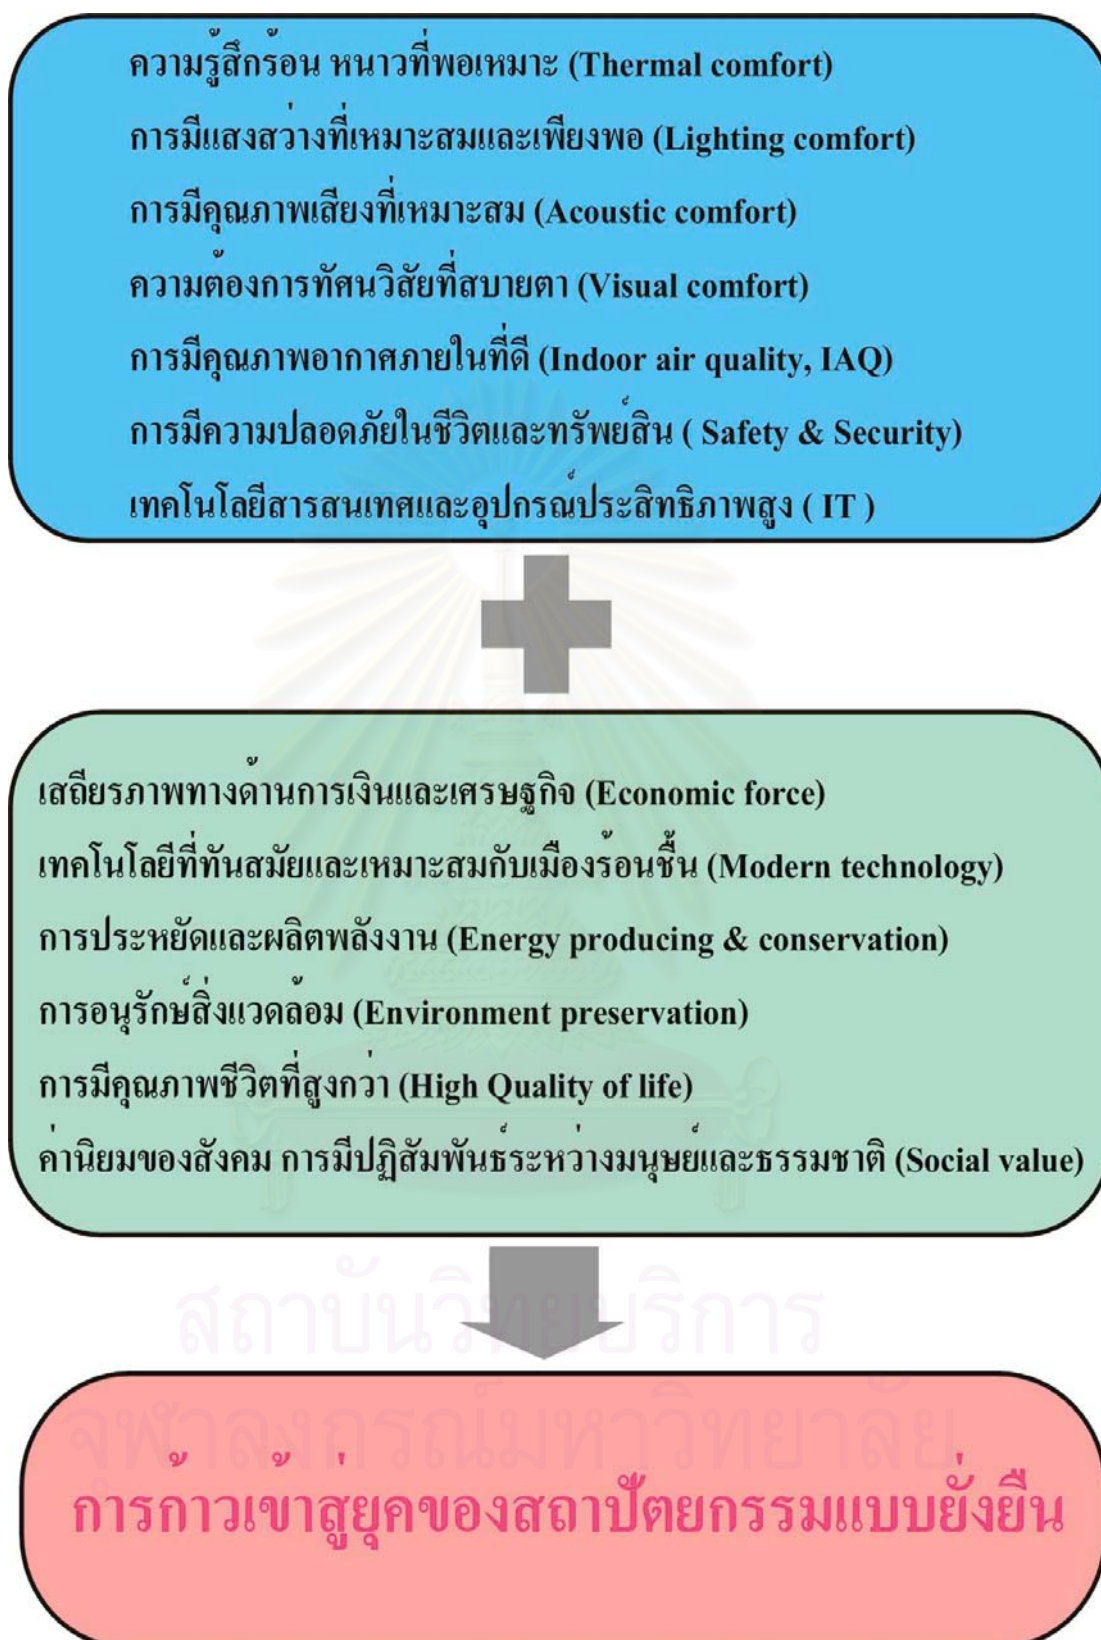 ความรู้สึกร้อน หนาวที่พอเหมาะ (Thermal comfort)
การมีแสงสว่างที่เหมาะสมและเพียงพอ (Lighting comfort)
การมีคุณภาพเสียงที่เหมาะสม (Acoustic comfort)
ความต้องการทัศนวิสัยที่สบายตา (Visual comfort)
การมีคุณภาพอากาศภายในที่ดี (Indoor air quality, IAQ)
การมีความปลอดภัยในชีวิตและทรัพย์สิน ( Safety & Security)
เทคโนโลยีสารสนเทศและอุปกรณ์ประสิทธิภาพสูง ( IT )
เสถียรภาพทางด้านการเงินและเศรษฐกิจ (Economic force)
เทคโนโลยีที่ทันสมัยและเหมาะสมกับเมืองร้อนชื้น (Modern technology)
การประหยัดและผลิตพลังงาน (Energy producing & conservation)
การอนุรักษ์สิ่งแวดล้อม (Environment preservation)
การมีคุณภาพชีวิตที่สูงกว่า (High Quality of life)
ค่านิยมของสังคม การมีปฏิสัมพันธ์ระหว่างมนุษย์และธรรมชาติ (Social value)
สถาบันวิทยบริการ
จุฬาลงกรณ์มหาวิทยาลัย
การก้าวเข้าสู่ยุคของสถาปัตยกรรมแบบยั่งยืน